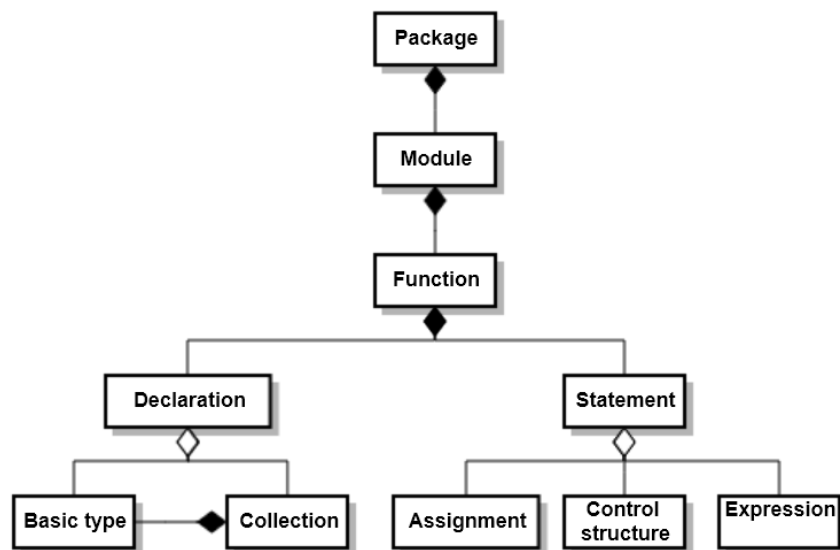 Package
Module
Function
Declaration
Statement
Basic type
Collection
Assignment
Control
structure
Expression